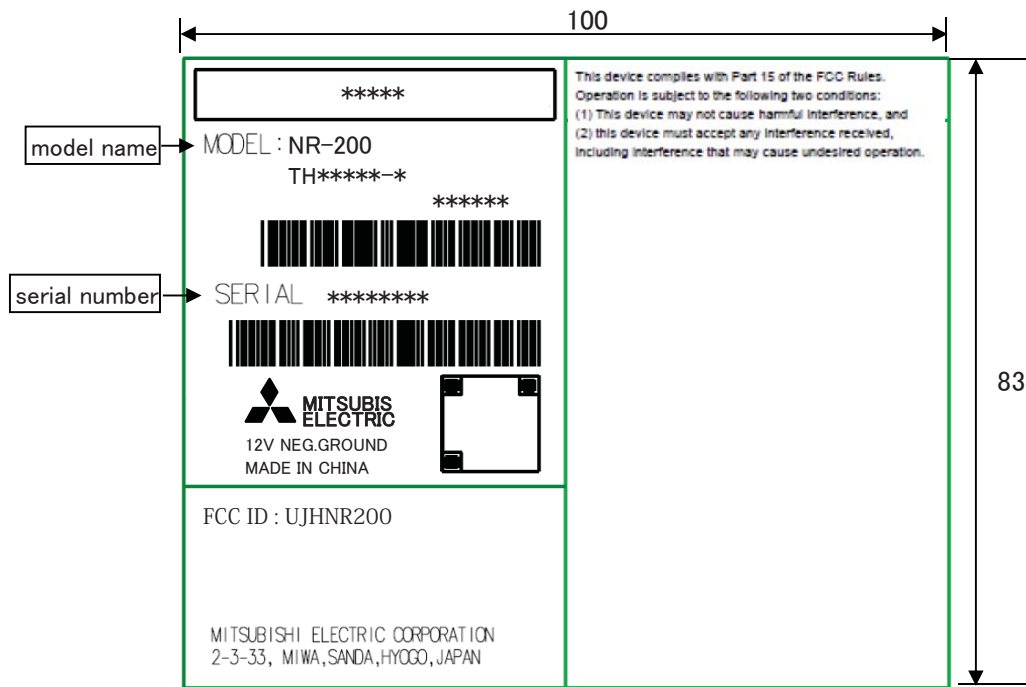 100
*****
model name
MODEL : NR-200
TH*****-*
******
serial number
SERIAL ********
MITSUBIS
ELECTRIC
12V NEG.GROUND
MADE IN CHINA
FCC ID : UJHNR200
MITSUBISHI ELECTRIC CORPORATION
2-3-33, MIWA,SANDA,HYOGO,JAPAN
This device complies with Part 15 of the FCC Rules.
Operation is subject to the following two conditions:
(1) This device may not cause harmful interference, and
(2) this device must accept any interference received,
including interference that may cause undesired operation.
83